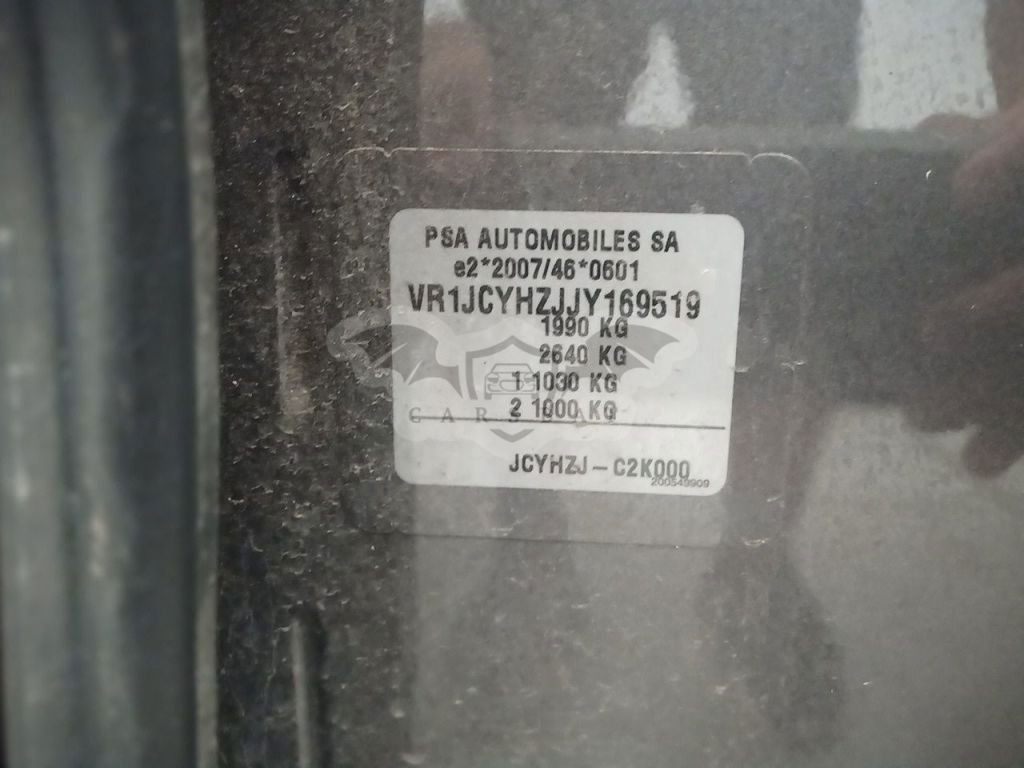 PSA AUTOMOBILES SA
e2*2007/46*0601
VR1JCYHZJJY169519
1990 KG
2640 KG
1 1030 KG
2 1000 KG
JCYHZJ-C2K000
200549909